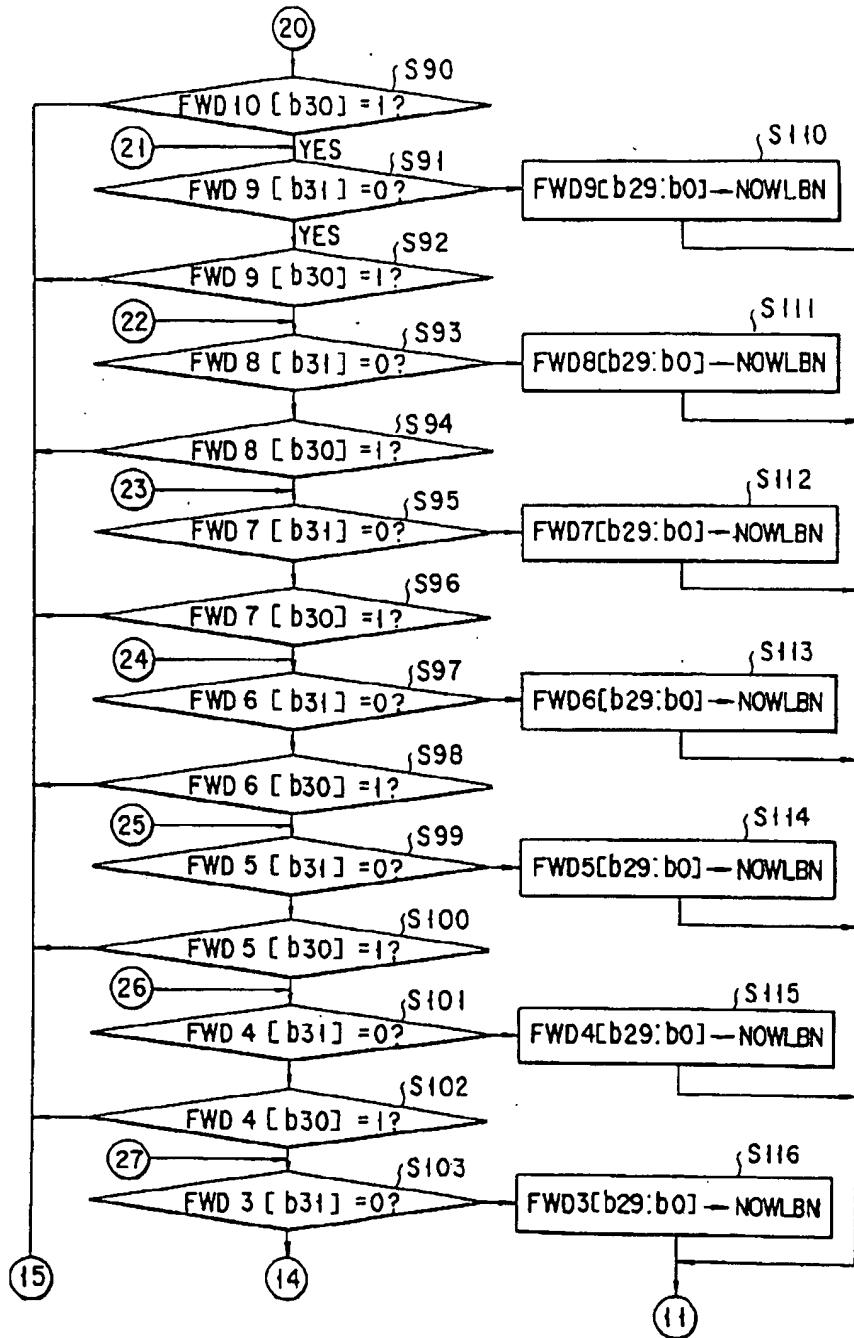 20
S90
FWD10 [b30] =1?
21
YES
S91
S110
FWD 9 [b31] =0?
FWD9[b29:b0] — NOWLBN
YES
S92
FWD 9 [b30] =1?
22
S93
S111
FWD 8 [b31] =0?
FWD8[b29:b0] — NOWLBN
S94
FWD 8 [b30] =1?
23
S95
S112
FWD 7 [b31] =0?
FWD7[b29:b0] — NOWLBN
S96
FWD 7 [b30] =1?
24
S97
S113
FWD 6 [b31] =0?
FWD6[b29:b0] — NOWLBN
S98
FWD 6 [b30] =1?
25
S99
S114
FWD 5 [b31] =0?
FWD5[b29:b0] — NOWLBN
S100
FWD 5 [b30] =1?
26
S101
S115
FWD 4 [b31] =0?
FWD4[b29:b0] — NOWLBN
S102
FWD 4 [b30] =1?
27
S103
S116
FWD 3 [b31] =0?
FWD3[b29:b0] — NOWLBN
15
14
11